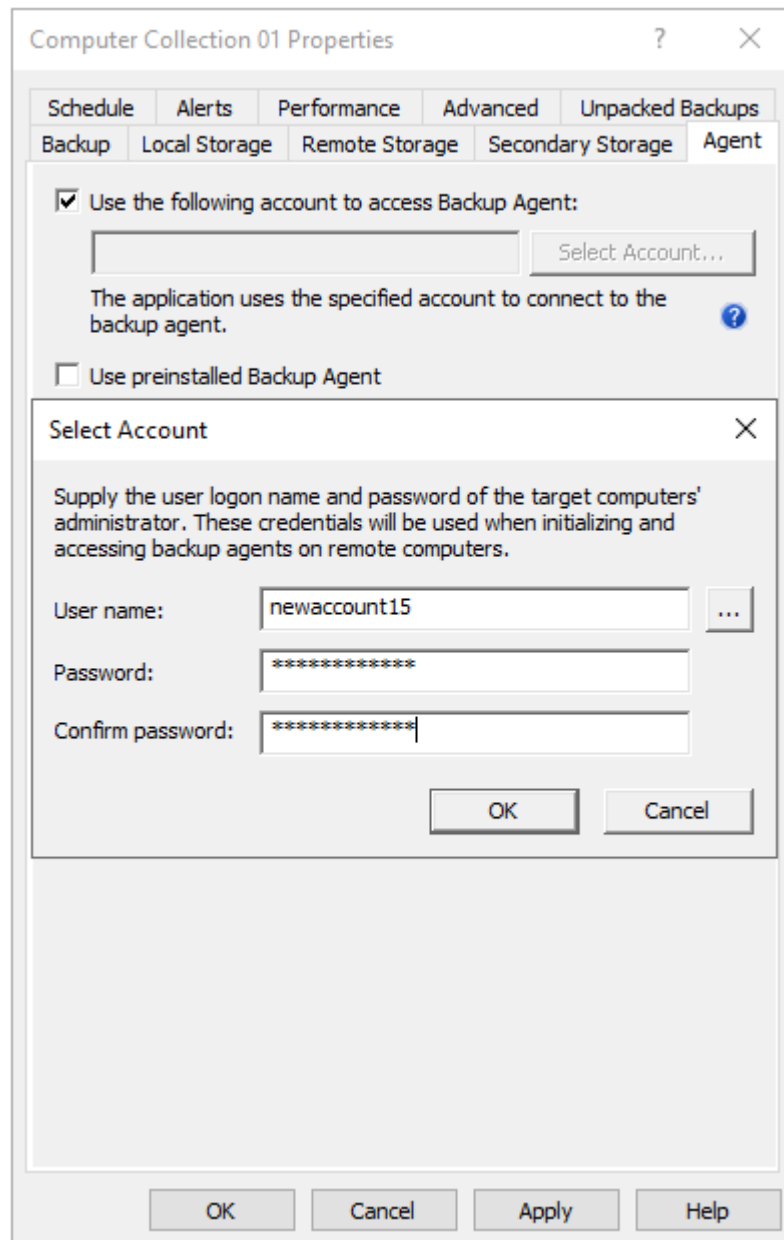 Computer Collection 01 Properties ?
Schedule Alerts Performance Advanced Unpacked Backups
Backup Local Storage Remote Storage Secondary Storage Agent
Use the following account to access Backup Agent:
Select Account...
The application uses the specified account to connect to the
backup agent.
?
Use preinstalled Backup Agent
Select Account
Supply the user logon name and password of the target computers'
administrator. These credentials will be used when initializing and
accessing backup agents on remote computers.
User name: newaccount15 ...
Password: ************
Confirm password: ************
OK Cancel
OK Cancel Apply Help